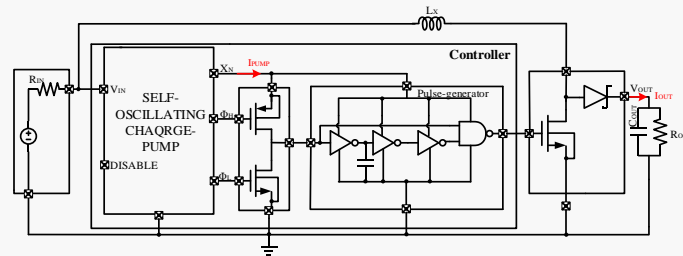 LX
Controller
XN
IPUMP
RIN
VIN
SELF-
OSCILLATING
CHAQRGE-
PUMP
ΦH
Pulse-generator
VOUT
IOUT
COUT
RO
DISABLE
ΦL